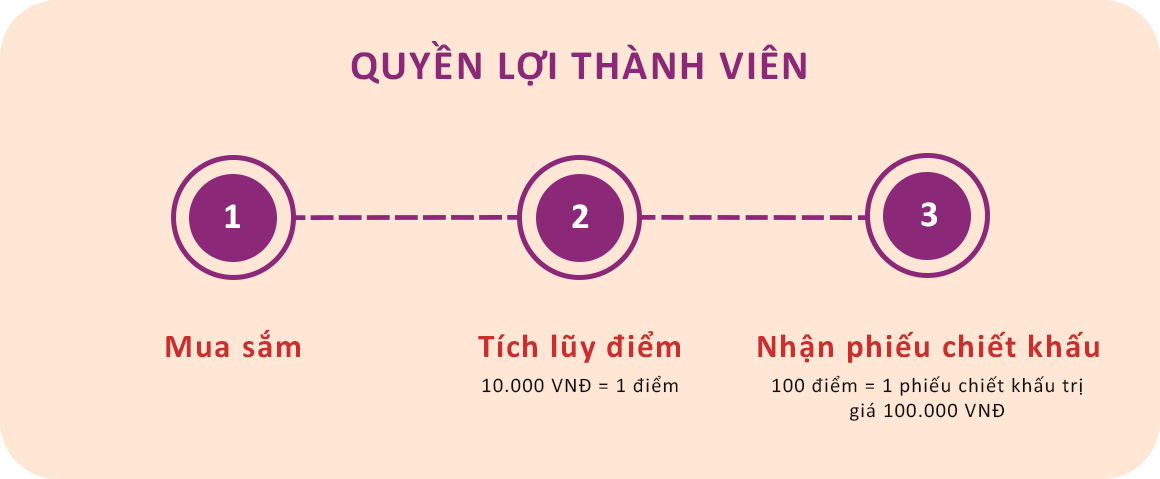 QUYỀN LỢI THÀNH VIÊN
1
2
3
Mua sắm
Tích lũy điểm
10.000 VNĐ = 1 điểm
Nhận phiếu chiết khấu
100 điểm = 1 phiếu chiết khấu trị
giá 100.000 VNĐ